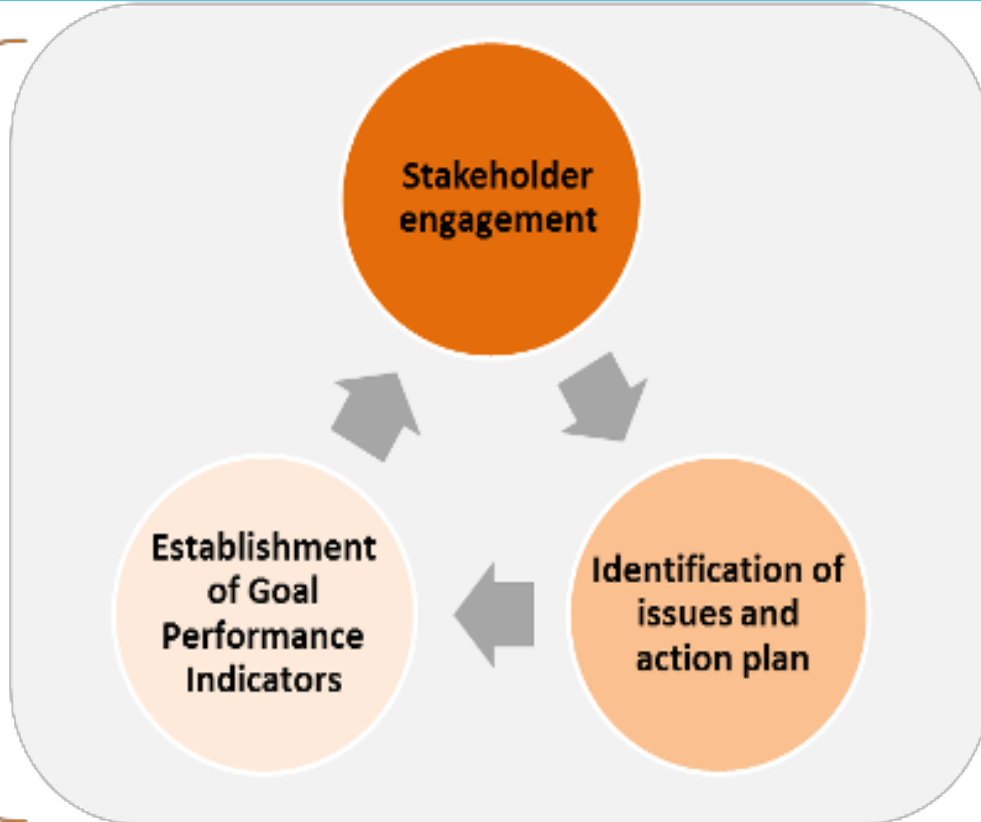 Stakeholder
engagement
Identification of
issues and
action plan
Establishment
of Goal
Performance
Indicators